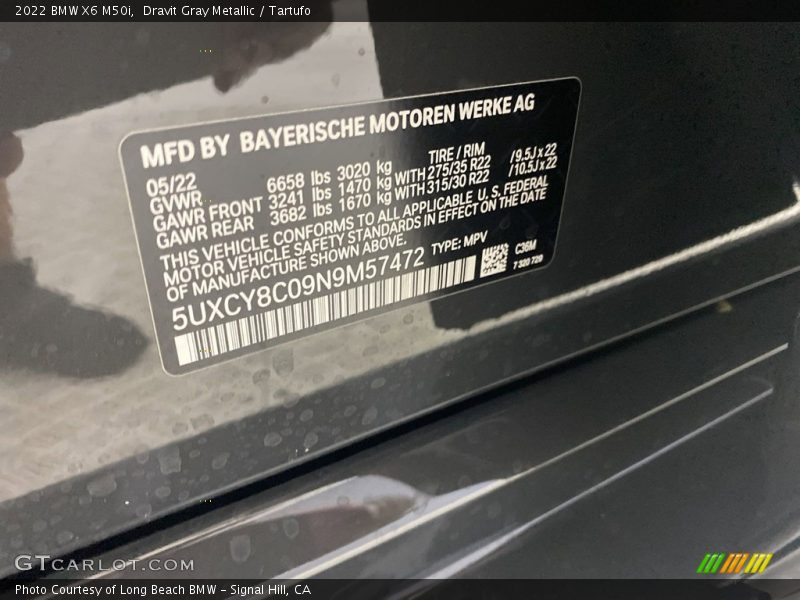 2022 BMW X6 M50i, Dravit Gray Metallic / Tartufo
MFD BY BAYERISCHE MOTOREN WERKE AG
05/22 TIRE / RIM
GVWR 6658 lbs 3020 kg
GAWR FRONT 3241 lbs 1470 kg WITH 275/35 R22 /9.5J x 22
GAWR REAR 3682 lbs 1670 kg WITH 315/30 R22 /10.5J x 22
THIS VEHICLE CONFORMS TO ALL APPLICABLE U.S. FEDERAL
MOTOR VEHICLE SAFETY STANDARDS IN EFFECT ON THE DATE
OF MANUFACTURE SHOWN ABOVE.
5UXCY8C09N9M57472 TYPE: MPV C36M
7 320 729
GTCARLOT.COM
Photo Courtesy of Long Beach BMW - Signal Hill, CA